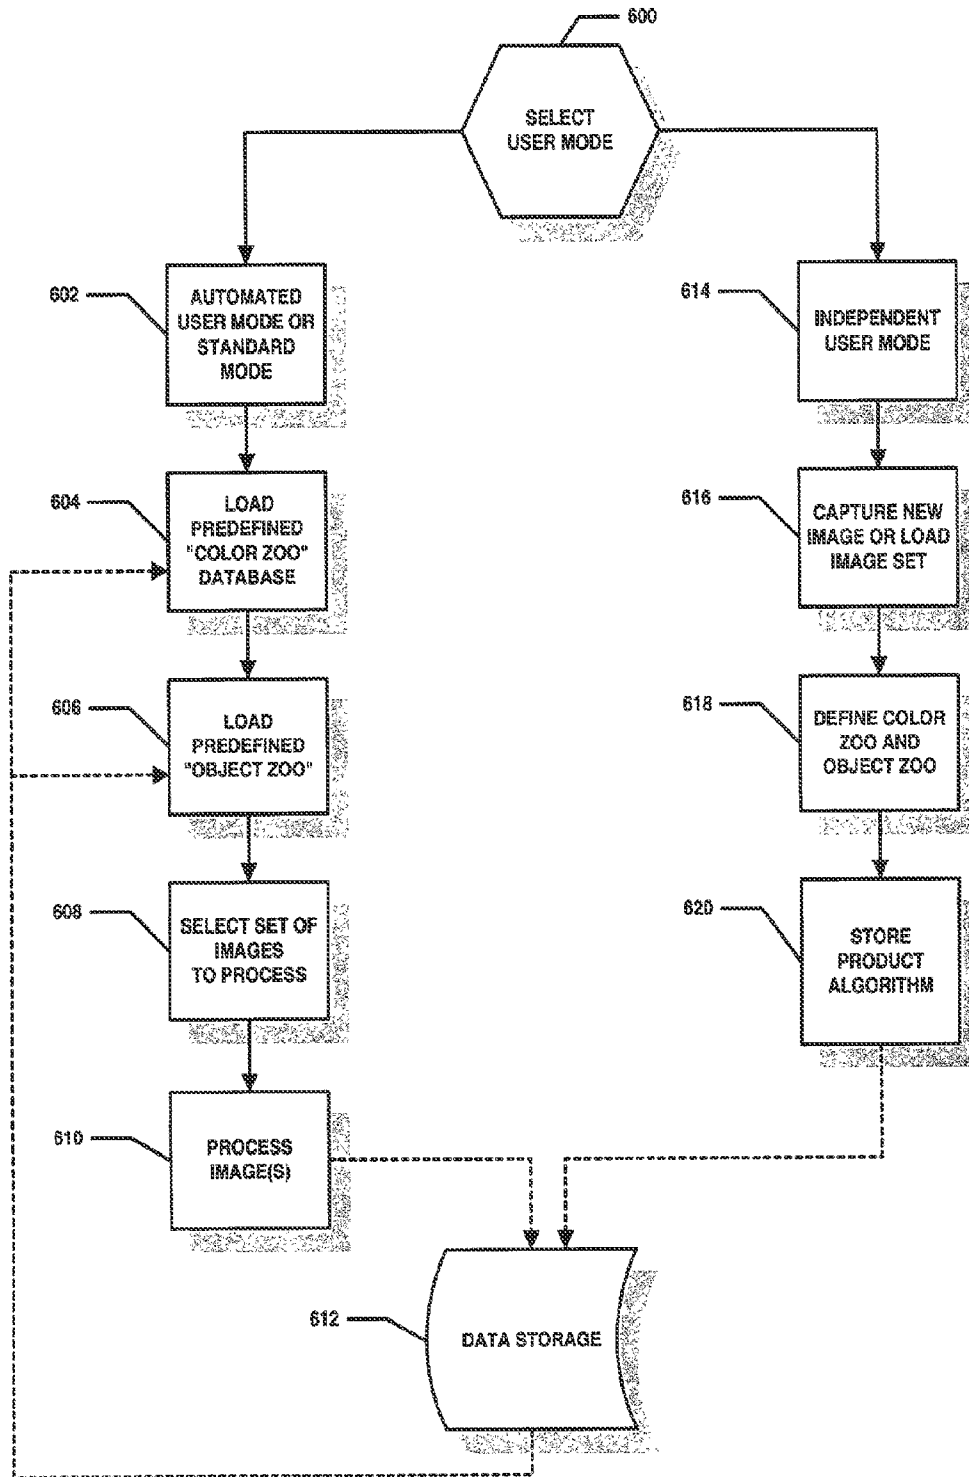 600
SELECT
USER MODE
602
AUTOMATED
USER MODE OR
STANDARD
MODE
604
LOAD
PREDEFINED
"COLOR ZOO"
DATABASE
606
LOAD
PREDEFINED
"OBJECT ZOO"
608
SELECT SET OF
IMAGES
TO PROCESS
610
PROCESS
IMAGE(S)
614
INDEPENDENT
USER MODE
616
CAPTURE NEW
IMAGE OR LOAD
IMAGE SET
618
DEFINE COLOR
ZOO AND
OBJECT ZOO
620
STORE
PRODUCT
ALGORITHM
612
DATA STORAGE